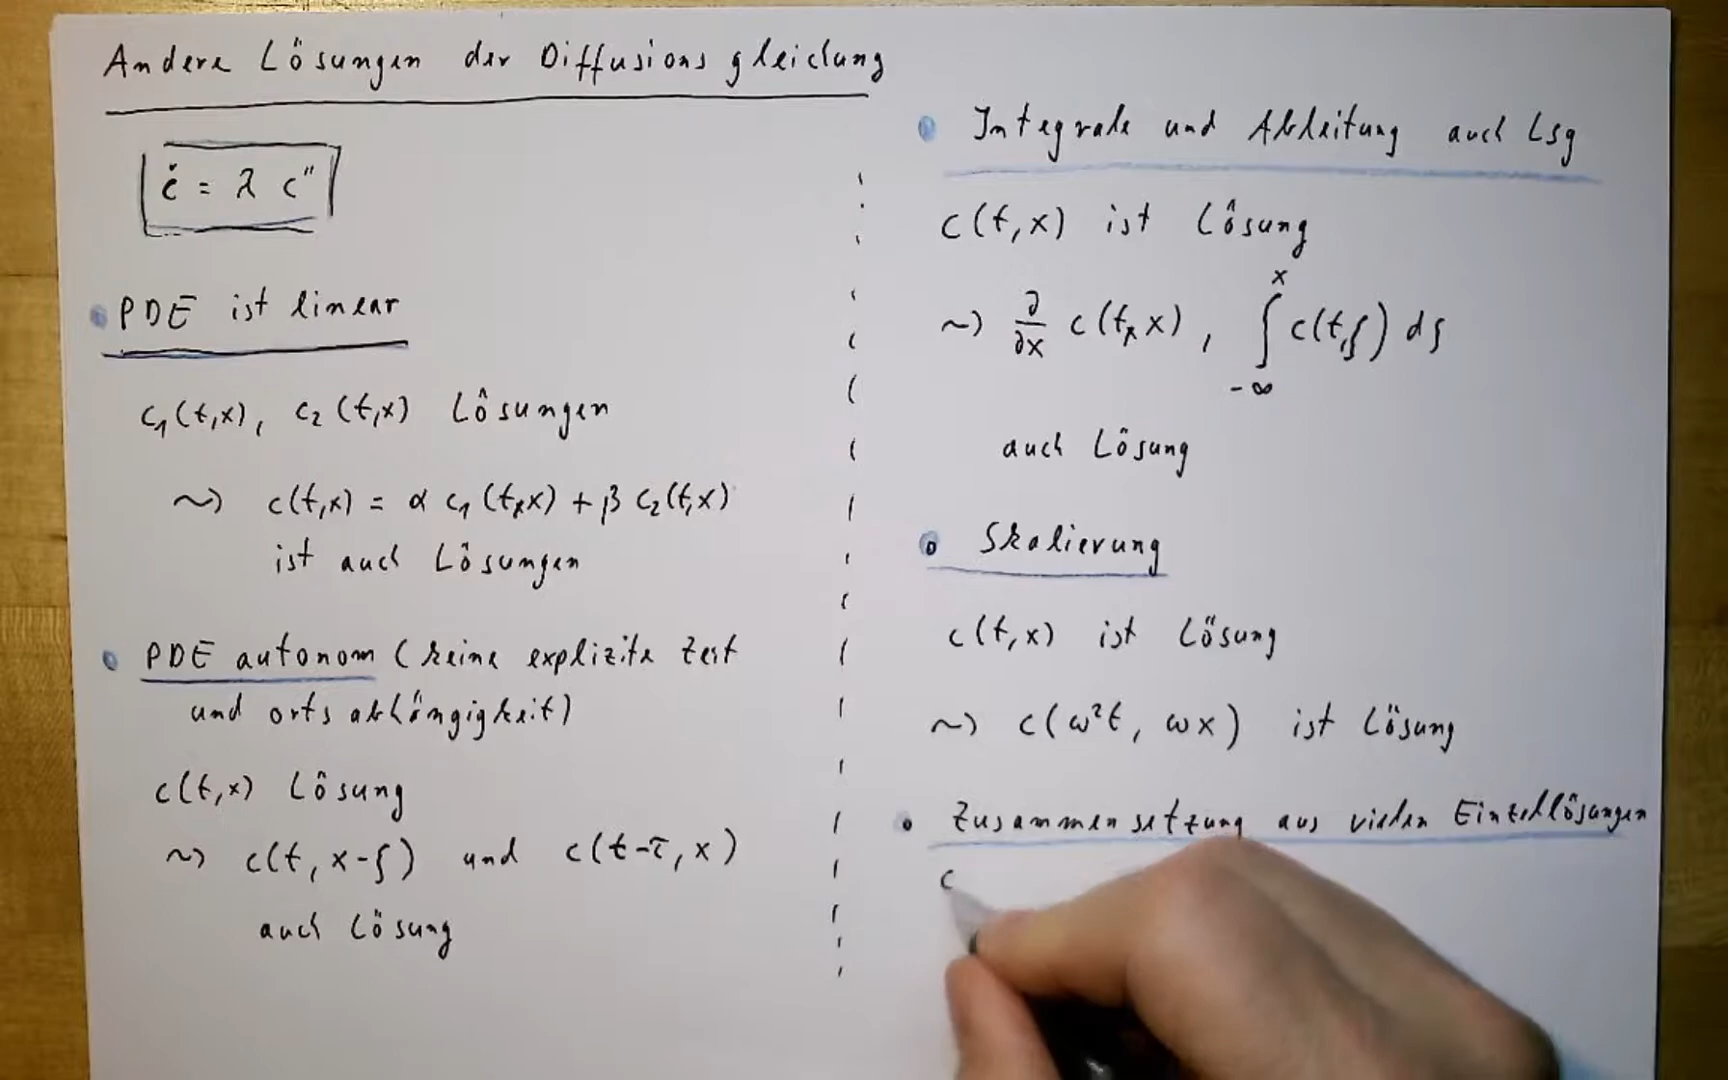 Andere Lösungen der Diffusionsgleichung
ċ = λ c''
• PDE ist linear
c₁(t,x), c₂(t,x) Lösungen
~> c(t,x) = α c₁(t,x) + β c₂(t,x)
ist auch Lösungen
• PDE autonom (keine explizite Zeit
und ortsabhängigkeit)
c(t,x) Lösung
~> c(t, x-ξ) und c(t-τ, x)
auch Lösung
• Integrale und Ableitung auch Lsg
c(t,x) ist Lösung
~> ∂/∂x c(t,x), ∫_{-∞}^{x} c(t,ξ) dξ
auch Lösung
• Skalierung
c(t,x) ist Lösung
~> c(ω²t, ωx) ist Lösung
• Zusammensetzung aus vielen Einzellösungen
c